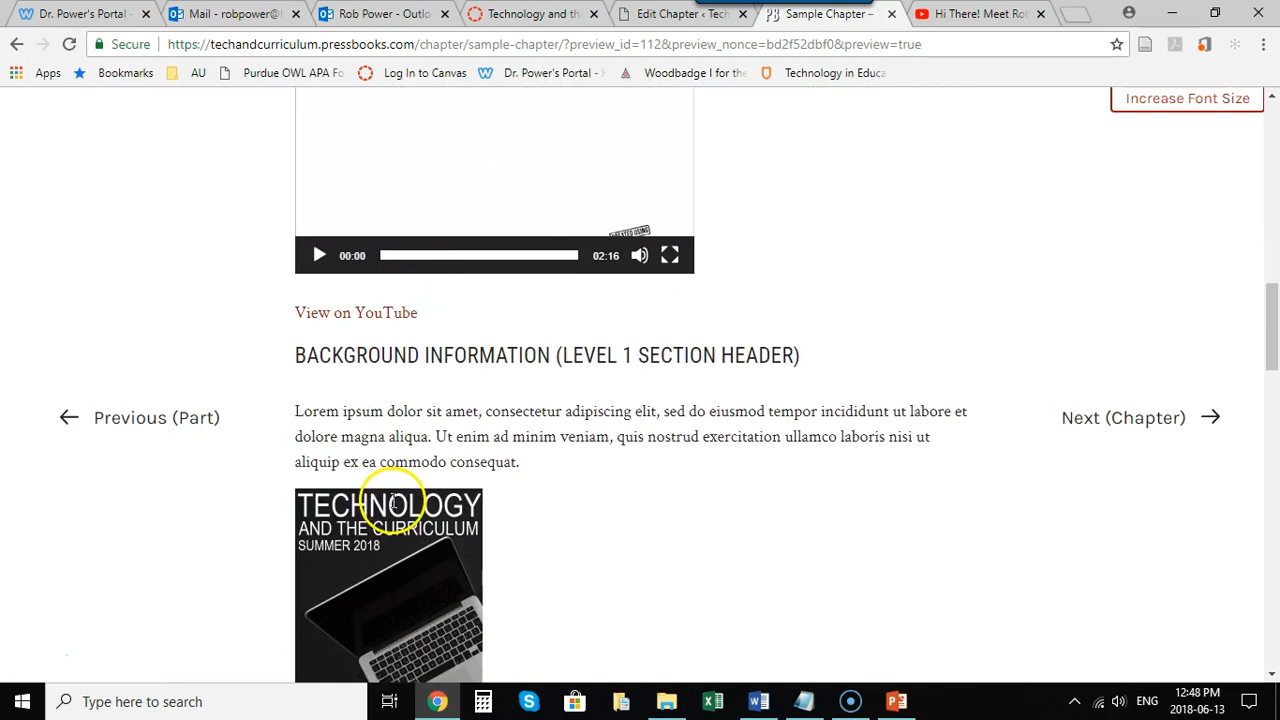 Dr. Power's Portal -
Mail - robpower@
Rob Power - Outlo
Technology and the
Edit Chapter ‹ Tech
Sample Chapter –
Hi There! Meet Ro
Secure
https://techandcurriculum.pressbooks.com/chapter/sample-chapter/?preview_id=112&preview_nonce=bd2f52dbf0&preview=true
Apps
Bookmarks
AU
Purdue OWL APA Fo
Log In to Canvas
Dr. Power's Portal - H
Woodbadge for the
Technology in Educa
Increase Font Size
00:00
02:16
View on YouTube
BACKGROUND INFORMATION (LEVEL 1 SECTION HEADER)
Lorem ipsum dolor sit amet, consectetur adipiscing elit, sed do eiusmod tempor incididunt ut labore et
dolore magna aliqua. Ut enim ad minim veniam, quis nostrud exercitation ullamco laboris nisi ut
aliquip ex ea commodo consequat.
Previous (Part)
Next (Chapter)
TECHNOLOGY
AND THE CURRICULUM
SUMMER 2018
Type here to search
ENG
12:48 PM
2018-06-13